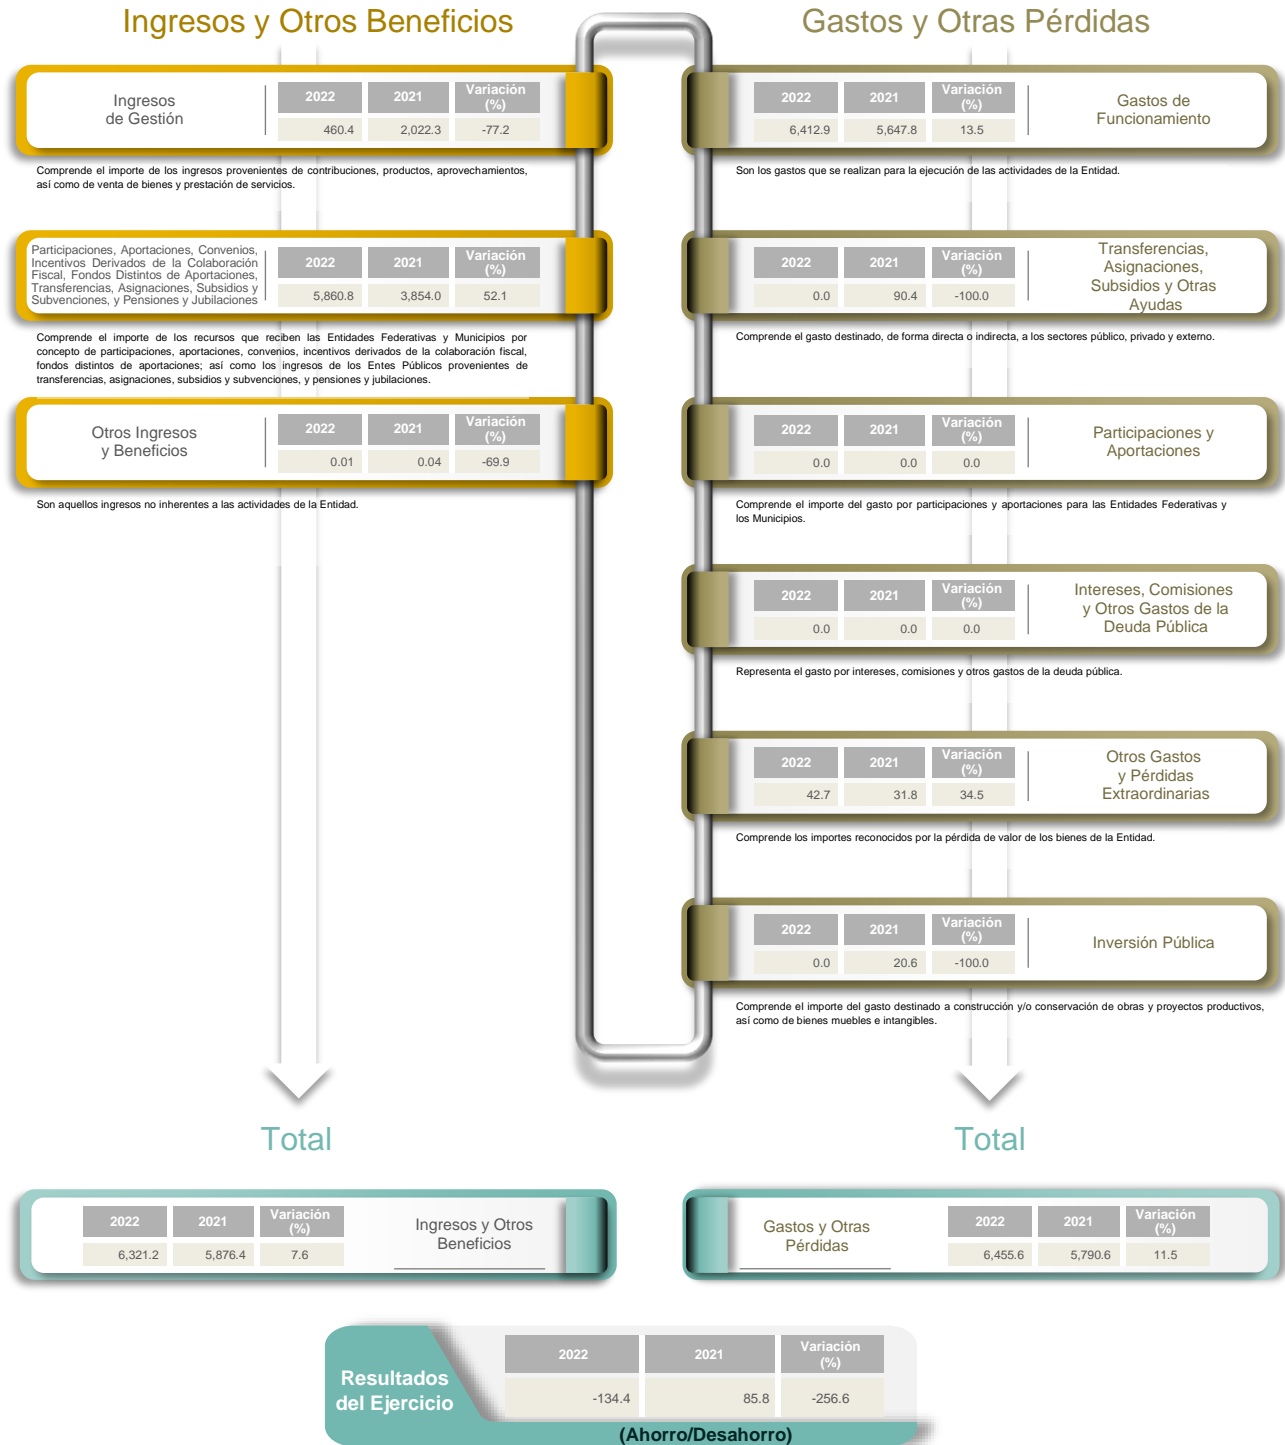 Ingresos y Otros Beneficios
Ingresos
de Gestión
2022 2021 Variación
(%)
460.4 2,022.3 -77.2
Comprende el importe de los ingresos provenientes de contribuciones, productos, aprovechamientos,
así como de venta de bienes y prestación de servicios.
Participaciones, Aportaciones, Convenios,
Incentivos Derivados de la Colaboración
Fiscal, Fondos Distintos de Aportaciones,
Transferencias, Asignaciones, Subsidios y
Subvenciones, y Pensiones y Jubilaciones
2022 2021 Variación
(%)
5,860.8 3,854.0 52.1
Comprende el importe de los recursos que reciben las Entidades Federativas y Municipios por
concepto de participaciones, aportaciones, convenios, incentivos derivados de la colaboración fiscal,
fondos distintos de aportaciones; así como los ingresos de los Entes Públicos provenientes de
transferencias, asignaciones, subsidios y subvenciones, y pensiones y jubilaciones.
Otros Ingresos
y Beneficios
2022 2021 Variación
(%)
0.01 0.04 -69.9
Son aquellos ingresos no inherentes a las actividades de la Entidad.
Gastos y Otras Pérdidas
2022 2021 Variación
(%)
6,412.9 5,647.8 13.5
Gastos de
Funcionamiento
Son los gastos que se realizan para la ejecución de las actividades de la Entidad.
2022 2021 Variación
(%)
0.0 90.4 -100.0
Transferencias,
Asignaciones,
Subsidios y Otras
Ayudas
Comprende el gasto destinado, de forma directa o indirecta, a los sectores público, privado y externo.
2022 2021 Variación
(%)
0.0 0.0 0.0
Participaciones y
Aportaciones
Comprende el importe del gasto por participaciones y aportaciones para las Entidades Federativas y
los Municipios.
2022 2021 Variación
(%)
0.0 0.0 0.0
Intereses, Comisiones
y Otros Gastos de la
Deuda Pública
Representa el gasto por intereses, comisiones y otros gastos de la deuda pública.
2022 2021 Variación
(%)
42.7 31.8 34.5
Otros Gastos
y Pérdidas
Extraordinarias
Comprende los importes reconocidos por la pérdida de valor de los bienes de la Entidad.
2022 2021 Variación
(%)
0.0 20.6 -100.0
Inversión Pública
Comprende el importe del gasto destinado a construcción y/o conservación de obras y proyectos productivos,
así como de bienes muebles e intangibles.
Total
2022 2021 Variación
(%)
6,321.2 5,876.4 7.6
Ingresos y Otros
Beneficios
Total
Gastos y Otras
Pérdidas
2022 2021 Variación
(%)
6,455.6 5,790.6 11.5
Resultados
del Ejercicio
2022 2021 Variación
(%)
-134.4 85.8 -256.6
(Ahorro/Desahorro)